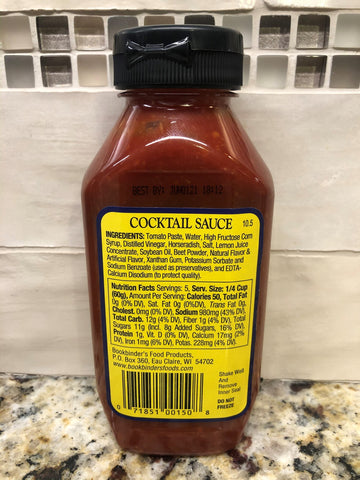 BEST BY: JUN0121 18:12
COCKTAIL SAUCE 10.5
INGREDIENTS: Tomato Paste, Water, High Fructose Corn
Syrup, Distilled Vinegar, Horseradish, Salt, Lemon Juice
Concentrate, Soybean Oil, Beet Powder, Natural Flavor &
Artificial Flavor, Xanthan Gum, Potassium Sorbate and
Sodium Benzoate (used as preservatives), and EDTA-
Calcium Disodium (to protect quality).
Nutrition Facts Servings: 5, Serv. Size: 1/4 Cup
(60g), Amount Per Serving: Calories 50, Total Fat
0g (0% DV), Sat. Fat 0g (0%DV), Trans Fat 0g,
Cholest. 0mg (0% DV), Sodium 980mg (43% DV),
Total Carb. 12g (4% DV), Fiber 1g (4% DV), Total
Sugars 11g (incl. 8g Added Sugars, 16% DV),
Protein 1g, Vit. D (0% DV), Calcium 17mg (2%
DV), Iron 1mg (6% DV), Potas. 228mg (4% DV).
Bookbinder's Food Products,
P.O. Box 360, Eau Claire, WI 54702
www.bookbindersfoods.com
Shake Well
And
Remove
Inner Seal
DO NOT
FREEZE
0 71851 00150 8